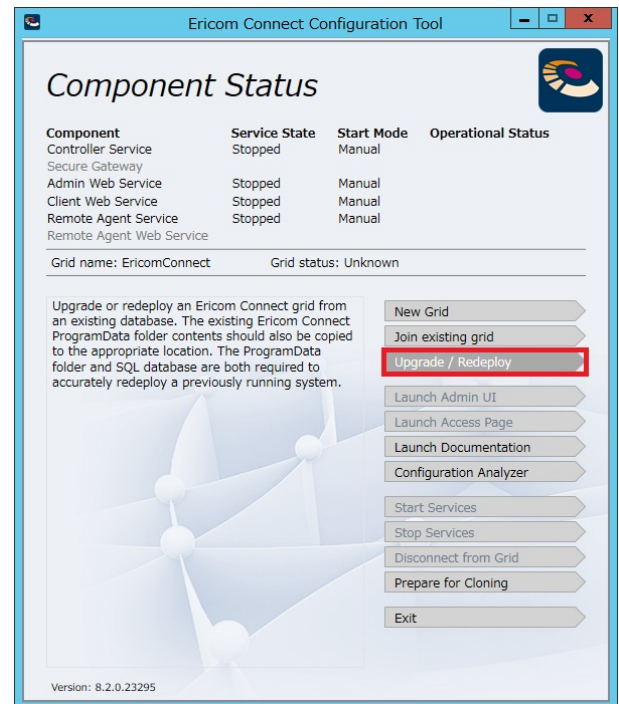 Ericom Connect Configuration Tool
Component Status
Component Service State Start Mode Operational Status
Controller Service Stopped Manual
Secure Gateway
Admin Web Service Stopped Manual
Client Web Service Stopped Manual
Remote Agent Service Stopped Manual
Remote Agent Web Service
Grid name: EricomConnect Grid status: Unknown
Upgrade or redeploy an Ericom Connect grid from
an existing database. The existing Ericom Connect
ProgramData folder contents should also be copied
to the appropriate location. The ProgramData
folder and SQL database are both required to
accurately redeploy a previously running system.
New Grid
Join existing grid
Upgrade / Redeploy
Launch Admin UI
Launch Access Page
Launch Documentation
Configuration Analyzer
Start Services
Stop Services
Disconnect from Grid
Prepare for Cloning
Exit
Version: 8.2.0.23295